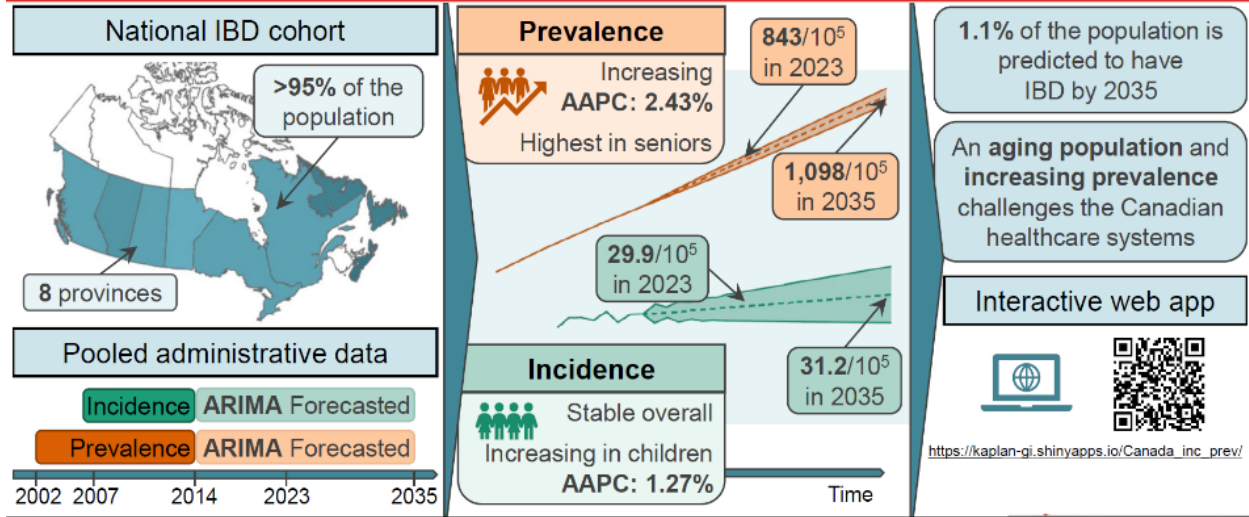 National IBD cohort
>95% of the
population
8 provinces
Pooled administrative data
Incidence
ARIMA Forecasted
Prevalence
ARIMA Forecasted
2002
2007
2014
2023
2035
Prevalence
Increasing
AAPC: 2.43%
Highest in seniors
843/10⁵
in 2023
1,098/10⁵
in 2035
29.9/10⁵
in 2023
31.2/10⁵
in 2035
Incidence
Stable overall
Increasing in children
AAPC: 1.27%
Time
1.1% of the population is
predicted to have
IBD by 2035
An aging population and
increasing prevalence
challenges the Canadian
healthcare systems
Interactive web app
https://kaplan-gi.shinyapps.io/Canada_inc_prev/